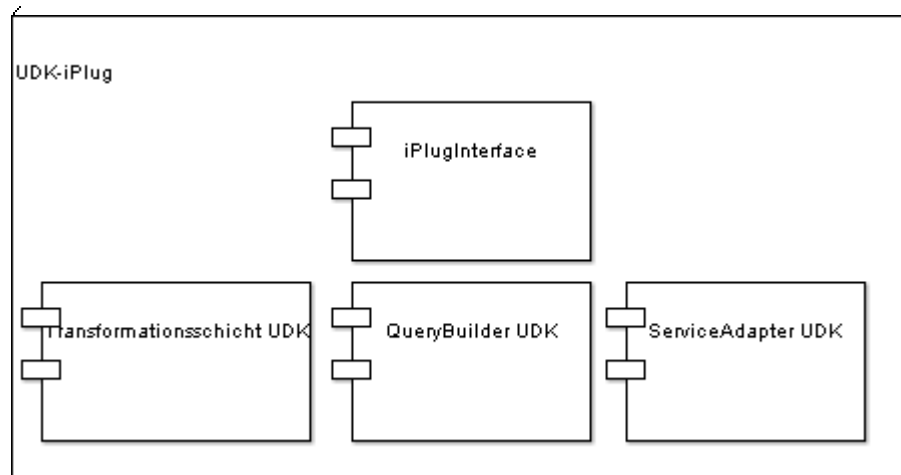 UDK-iPlug
iPlugInterface
Transformationsschicht UDK
QueryBuilder UDK
ServiceAdapter UDK